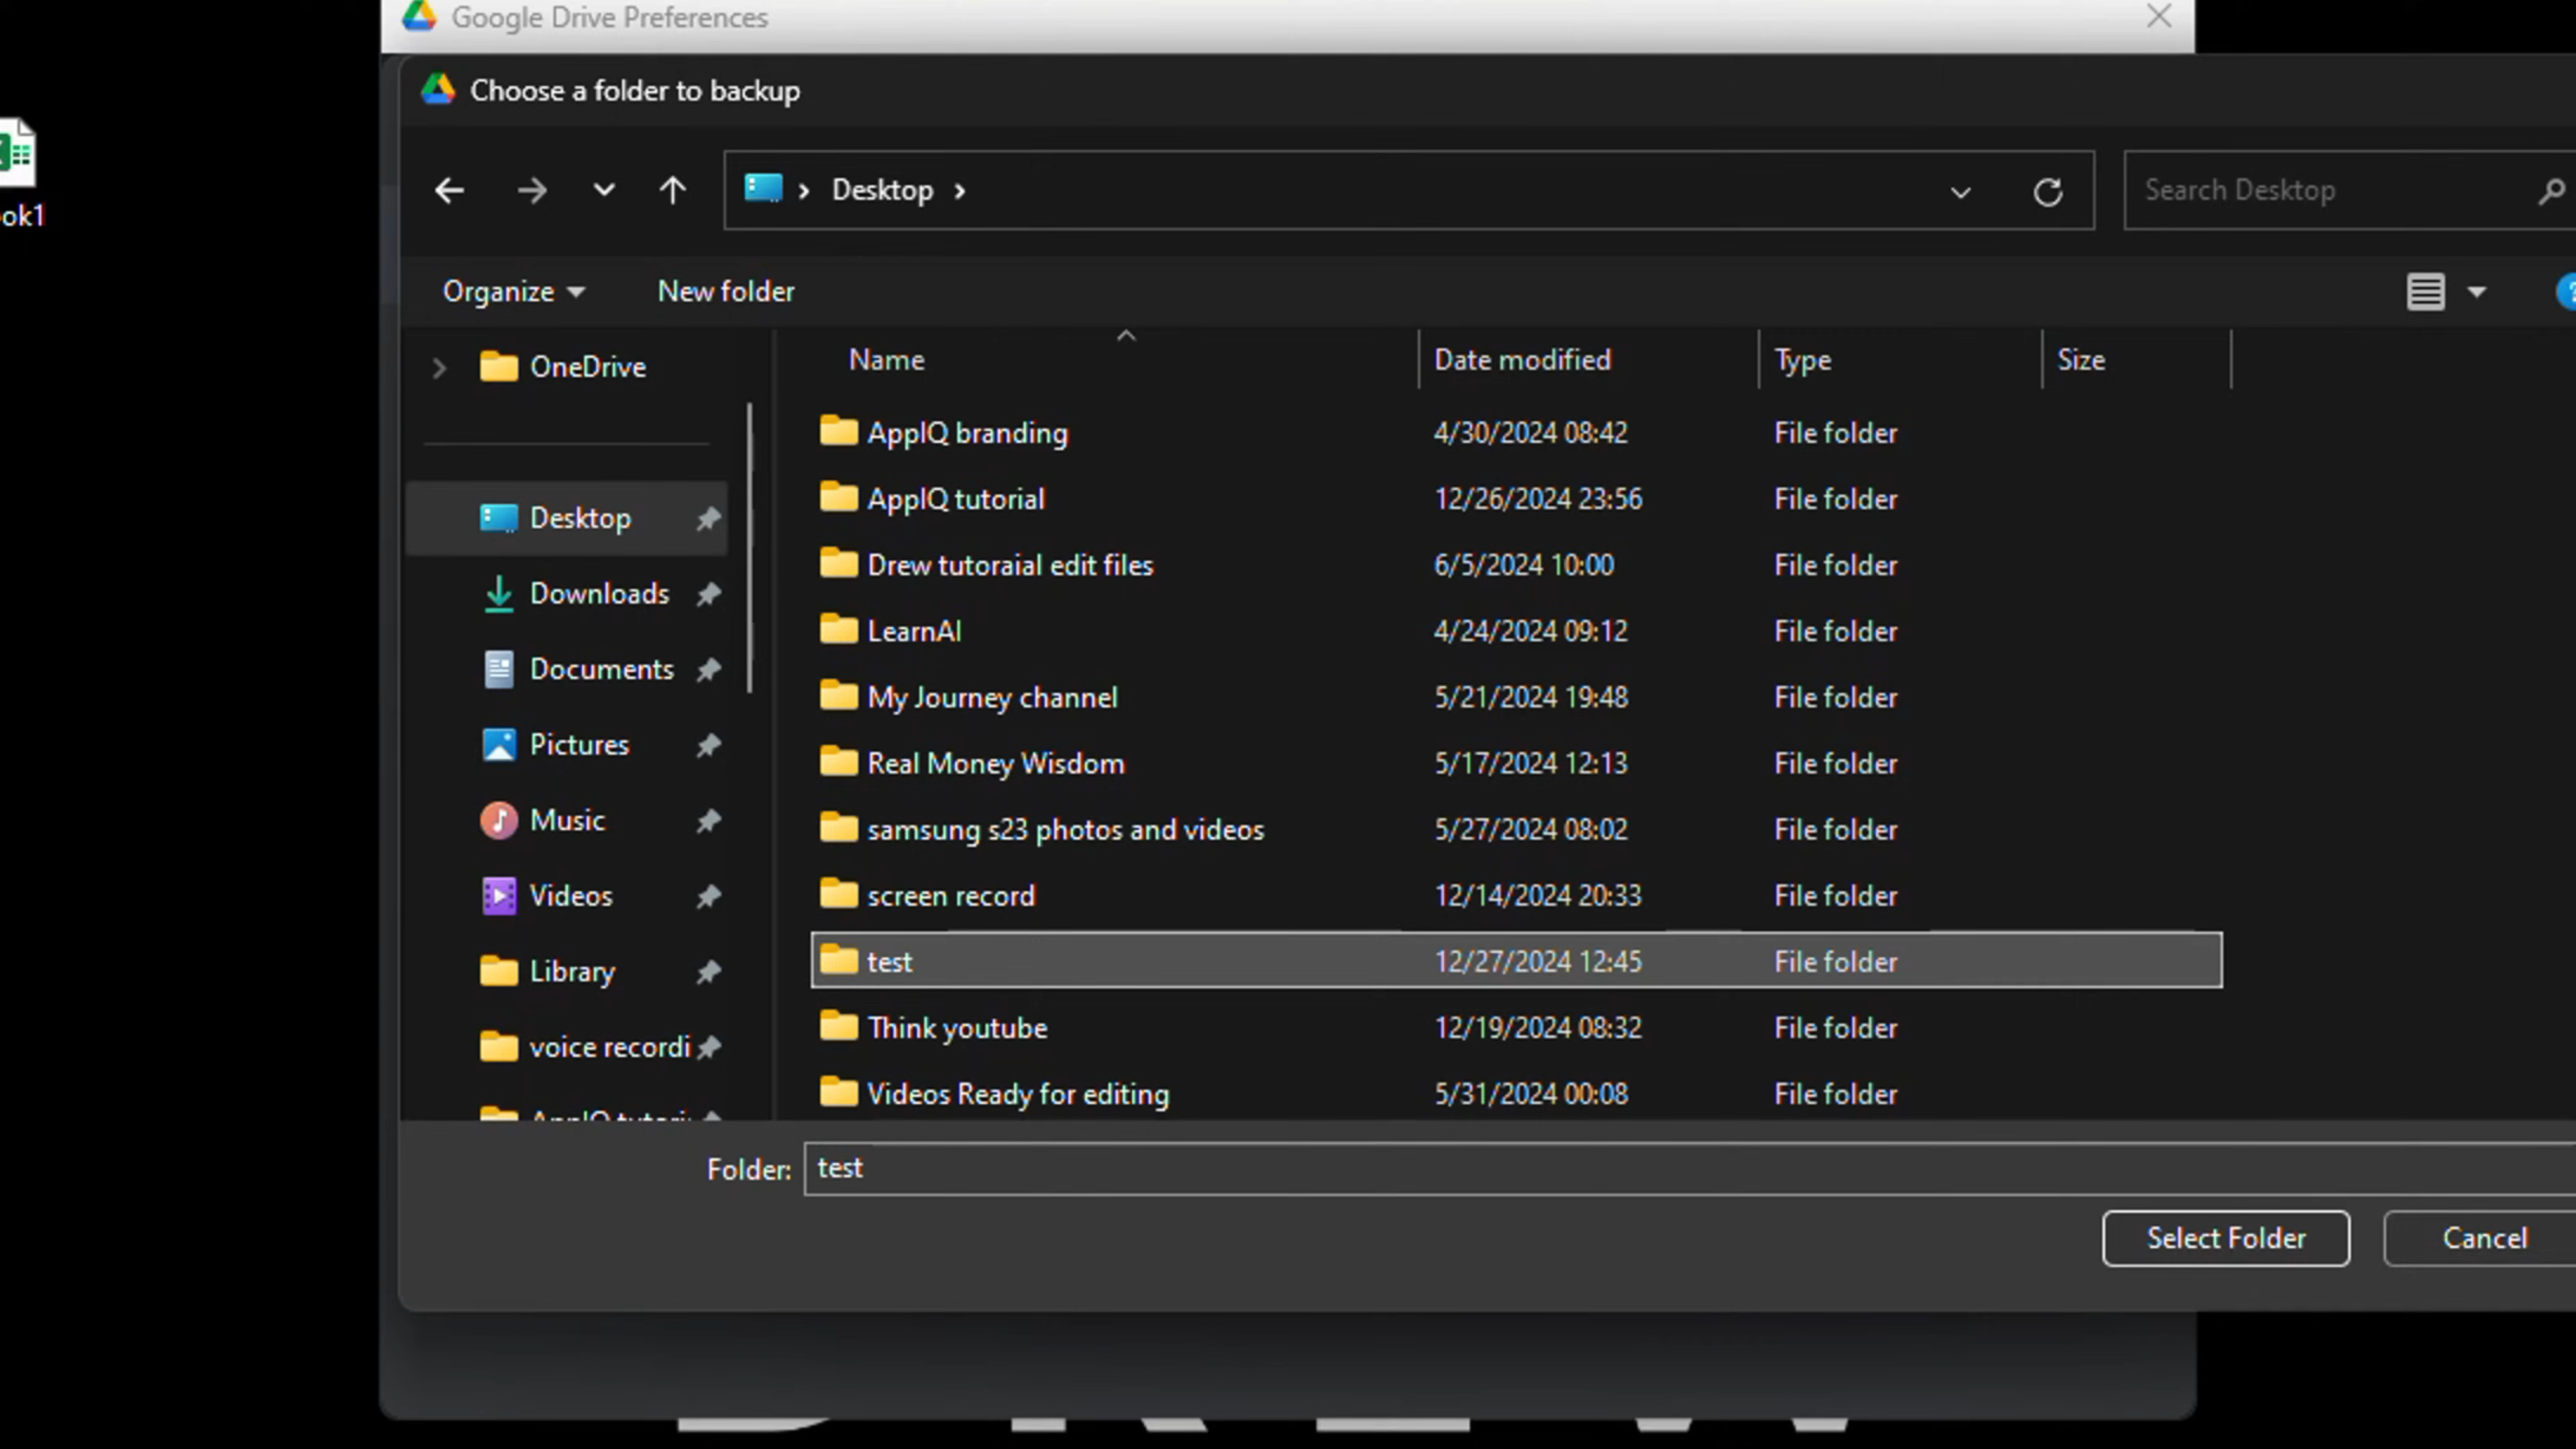 Google Drive Preferences
Choose a folder to backup
ok1
Desktop
Search Desktop
Organize
New folder
Name Date modified Type Size
OneDrive
Desktop
Downloads
Documents
Pictures
Music
Videos
Library
voice recordi
AppIQ tutori
AppIQ branding 4/30/2024 08:42 File folder
AppIQ tutorial 12/26/2024 23:56 File folder
Drew tutoraial edit files 6/5/2024 10:00 File folder
LearnAI 4/24/2024 09:12 File folder
My Journey channel 5/21/2024 19:48 File folder
Real Money Wisdom 5/17/2024 12:13 File folder
samsung s23 photos and videos 5/27/2024 08:02 File folder
screen record 12/14/2024 20:33 File folder
test 12/27/2024 12:45 File folder
Think youtube 12/19/2024 08:32 File folder
Videos Ready for editing 5/31/2024 00:08 File folder
Folder: test
Select Folder
Cancel